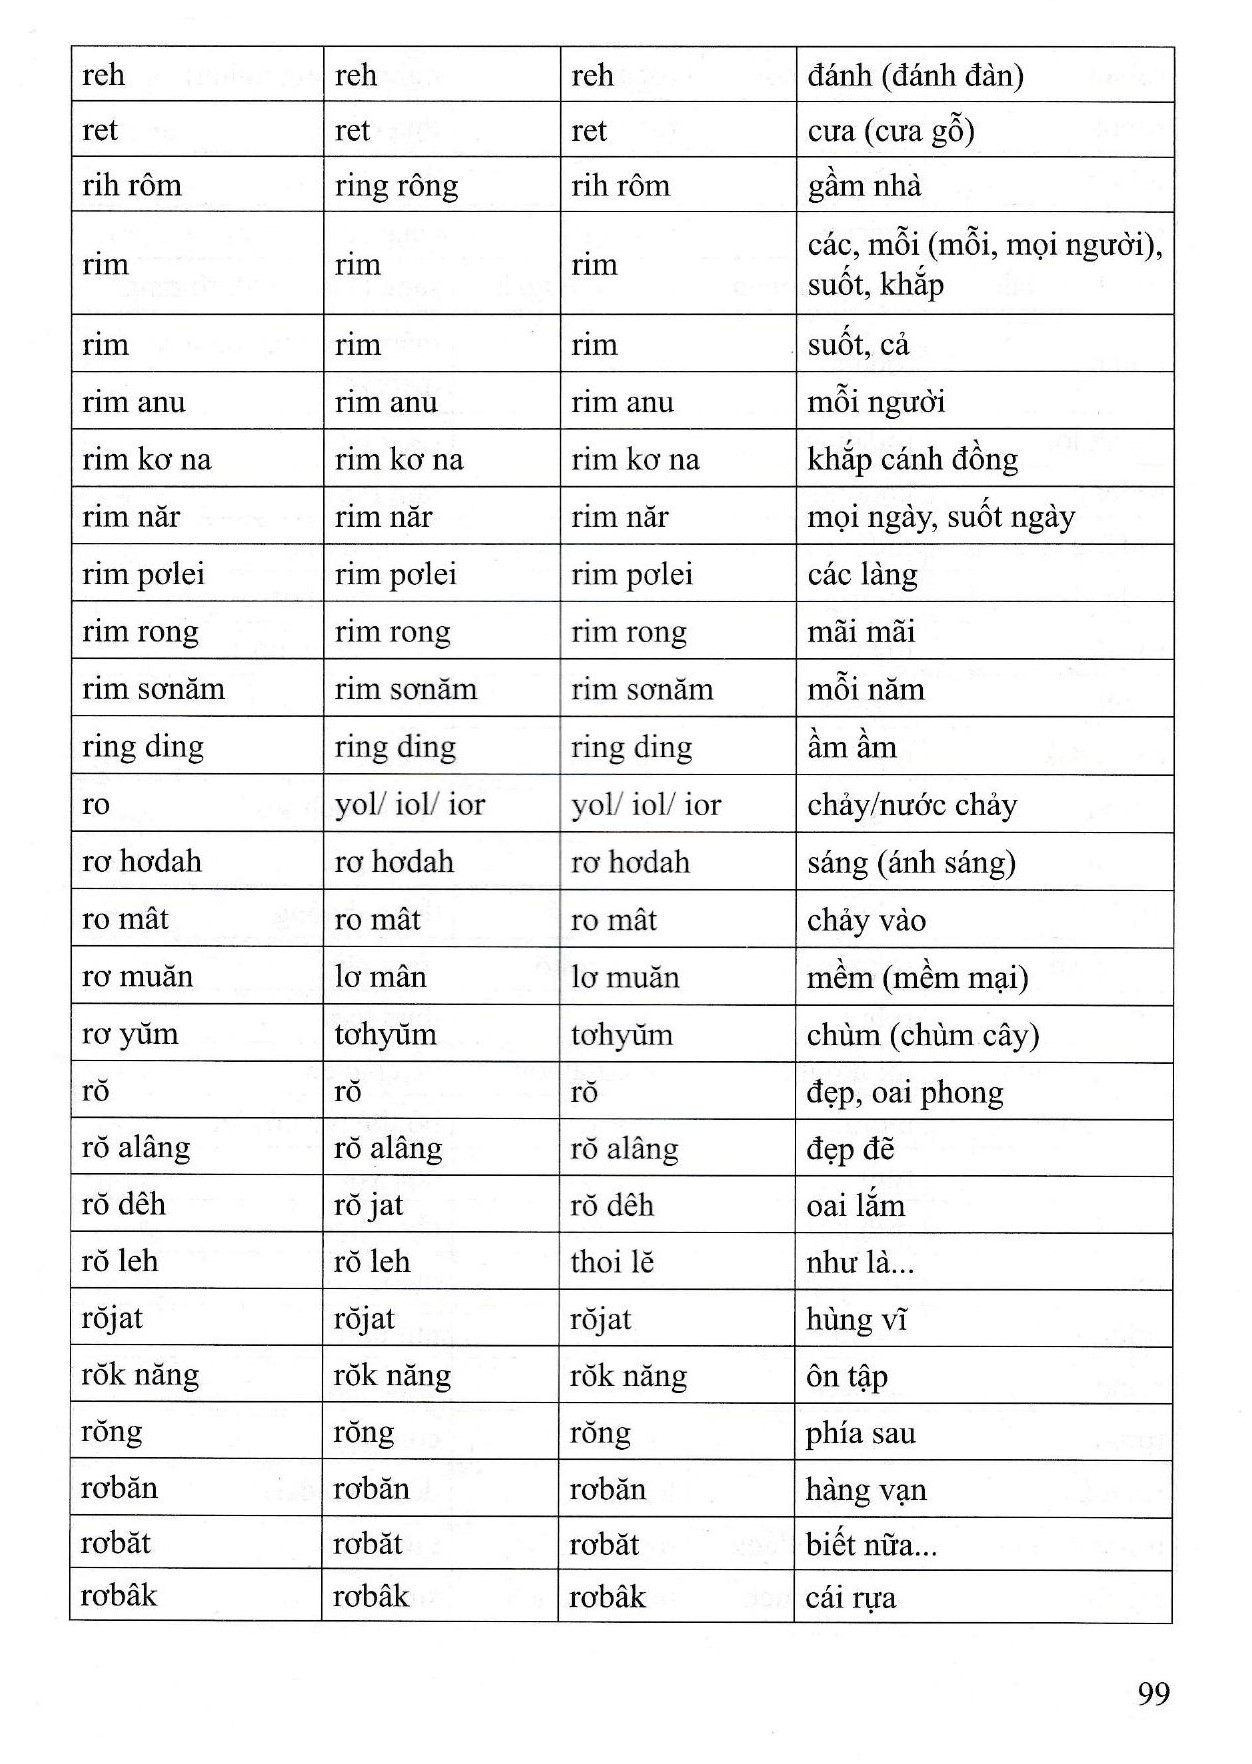 reh reh reh đánh (đánh đàn)
ret ret ret cưa (cưa gỗ)
rih rôm ring rông rih rôm gầm nhà
rim rim rim các, mỗi (mỗi, mọi người),
suốt, khắp
rim rim rim suốt, cả
rim anu rim anu rim anu mỗi người
rim kơ na rim kơ na rim kơ na khắp cánh đồng
rim năr rim năr rim năr mọi ngày, suốt ngày
rim pơlei rim pơlei rim pơlei các làng
rim rong rim rong rim rong mãi mãi
rim sơnăm rim sơnăm rim sơnăm mỗi năm
ring ding ring ding ring ding ầm ầm
ro yol/ iol/ ior yol/ iol/ ior chảy/nước chảy
rơ hơdah rơ hơdah rơ hơdah sáng (ánh sáng)
ro mât ro mât ro mât chảy vào
rơ muăn lơ mân lơ muăn mềm (mềm mại)
rơ yŭm tơhyŭm tơhyŭm chùm (chùm cây)
rŏ rŏ rŏ đẹp, oai phong
rŏ alâng rŏ alâng rŏ alâng đẹp đẽ
rŏ dêh rŏ jat rŏ dêh oai lắm
rŏ leh rŏ leh thoi lĕ như là...
rŏjat rŏjat rŏjat hùng vĩ
rŏk năng rŏk năng rŏk năng ôn tập
rŏng rŏng rŏng phía sau
rơbăn rơbăn rơbăn hàng vạn
rơbăt rơbăt rơbăt biết nữa...
rơbâk rơbâk rơbâk cái rựa
99